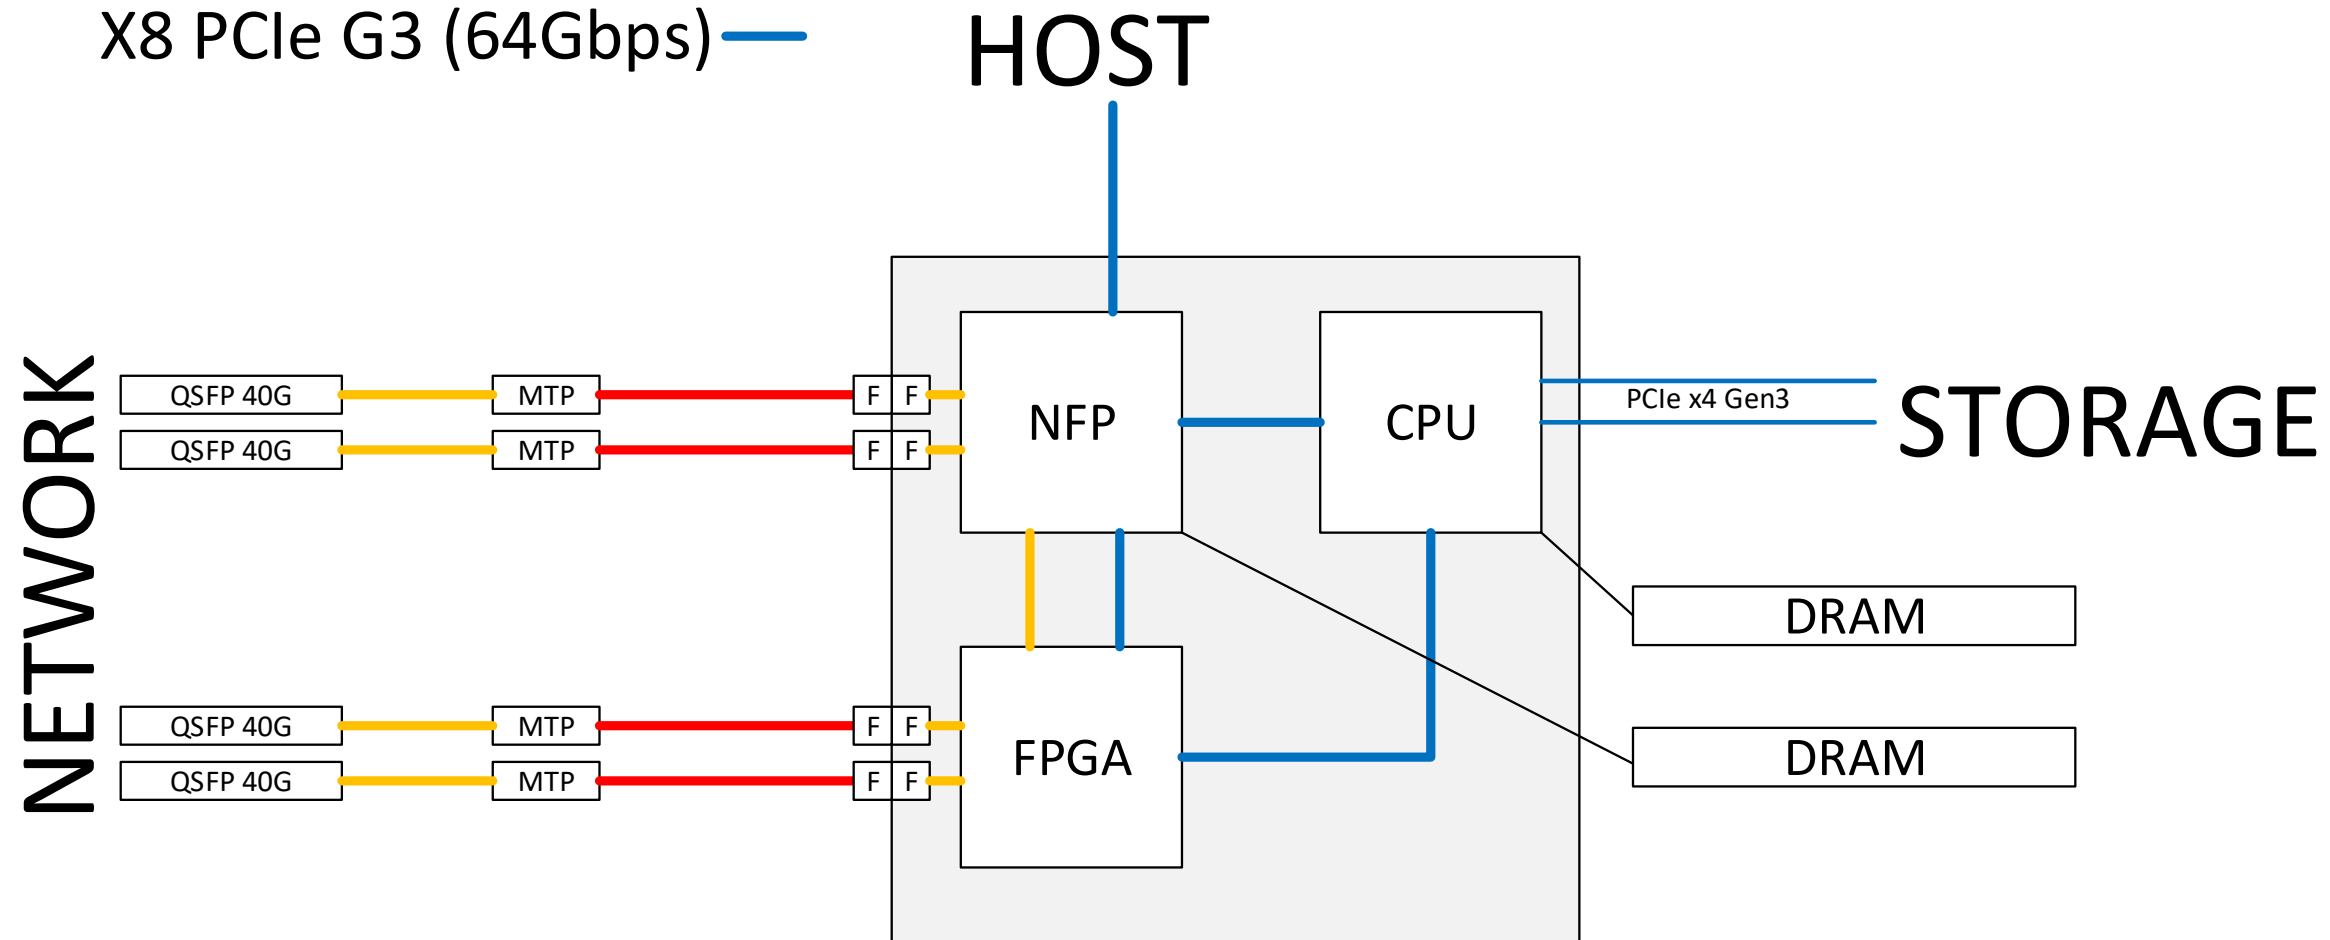 X8 PCIe G3 (64Gbps)
HOST
NETWORK
QSFP 40G
MTP
F
F
QSFP 40G
MTP
F
F
NFP
CPU
PCIe x4 Gen3
STORAGE
DRAM
QSFP 40G
MTP
F
F
QSFP 40G
MTP
F
F
FPGA
DRAM